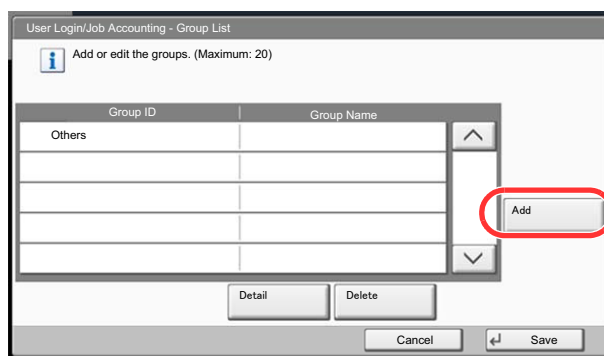 User Login/Job Accounting - Group List
Add or edit the groups. (Maximum: 20)
Group ID Group Name
Others
Add
Detail Delete
Cancel Save